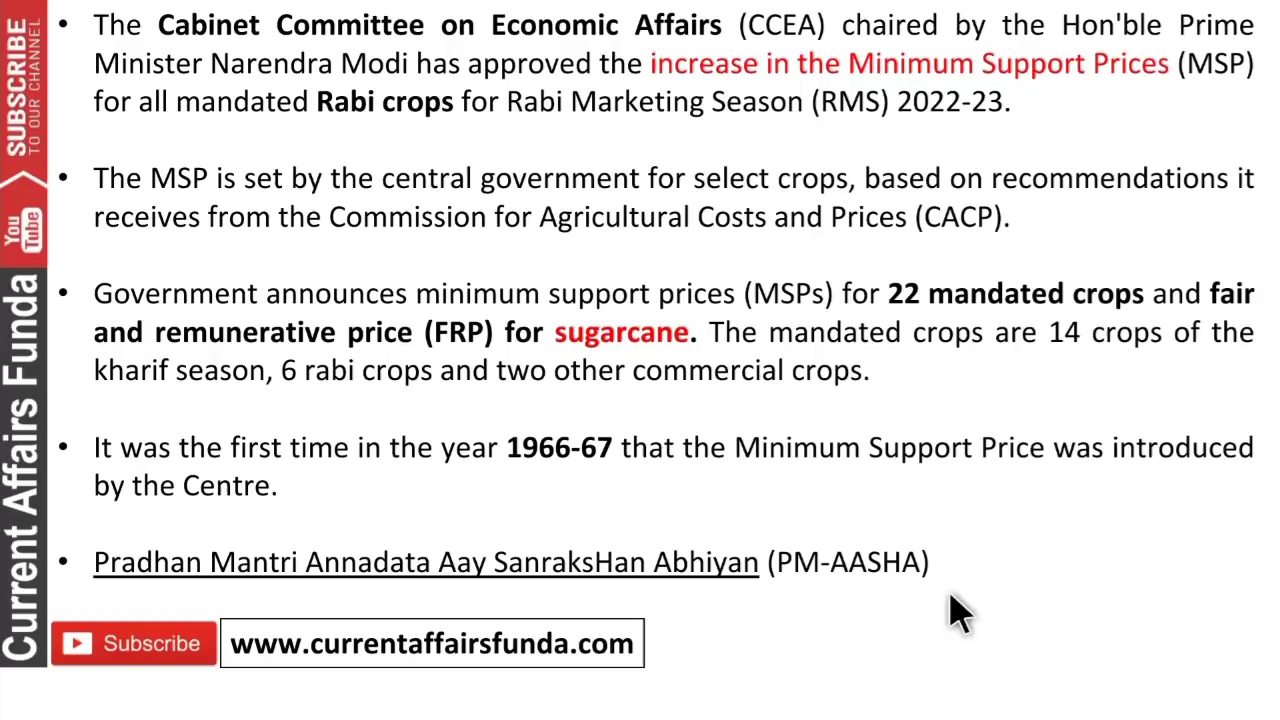 SUBSCRIBE
TO OUR CHANNEL
You
Tube
Current Affairs Funda
• The Cabinet Committee on Economic Affairs (CCEA) chaired by the Hon'ble Prime
Minister Narendra Modi has approved the increase in the Minimum Support Prices (MSP)
for all mandated Rabi crops for Rabi Marketing Season (RMS) 2022-23.
• The MSP is set by the central government for select crops, based on recommendations it
receives from the Commission for Agricultural Costs and Prices (CACP).
• Government announces minimum support prices (MSPs) for 22 mandated crops and fair
and remunerative price (FRP) for sugarcane. The mandated crops are 14 crops of the
kharif season, 6 rabi crops and two other commercial crops.
• It was the first time in the year 1966-67 that the Minimum Support Price was introduced
by the Centre.
• Pradhan Mantri Annadata Aay SanraksHan Abhiyan (PM-AASHA)
Subscribe
www.currentaffairsfunda.com